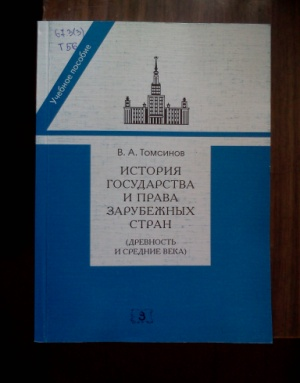 Учебное пособие
В. А. Томсинов
ИСТОРИЯ
ГОСУДАРСТВА
И ПРАВА
ЗАРУБЕЖНЫХ
СТРАН
(ДРЕВНОСТЬ
И СРЕДНИЕ ВЕКА)